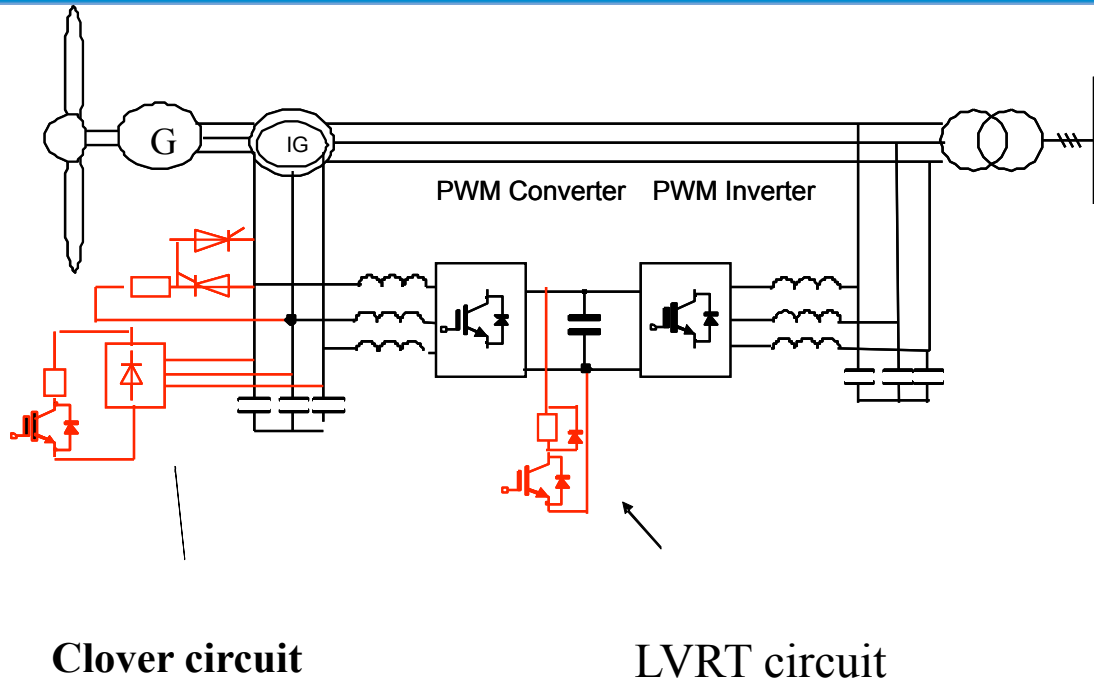 G
IG
PWM Converter PWM Inverter
Clover circuit
LVRT circuit